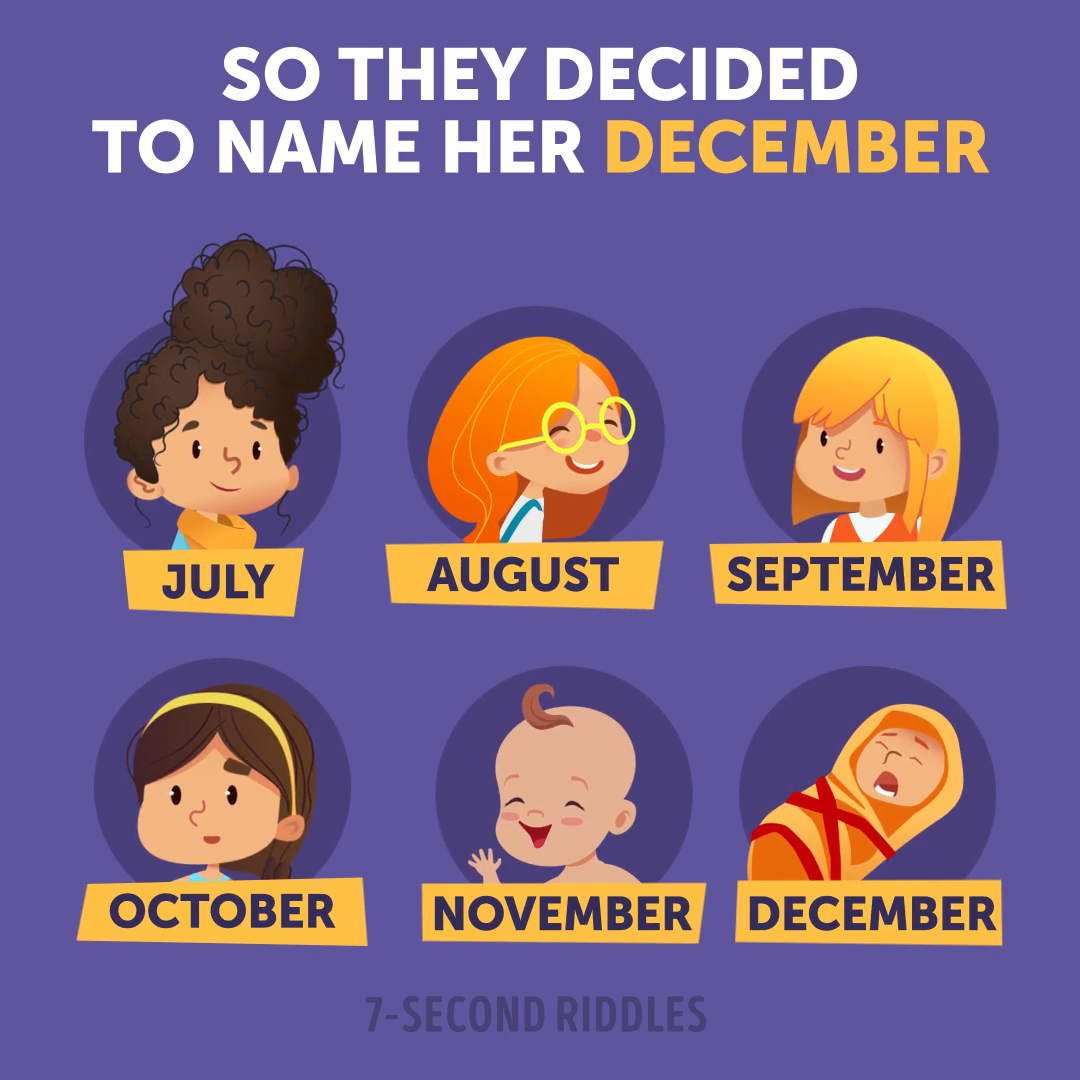 SO THEY DECIDED
TO NAME HER DECEMBER
JULY
AUGUST
SEPTEMBER
OCTOBER
NOVEMBER
DECEMBER
7-SECOND RIDDLES